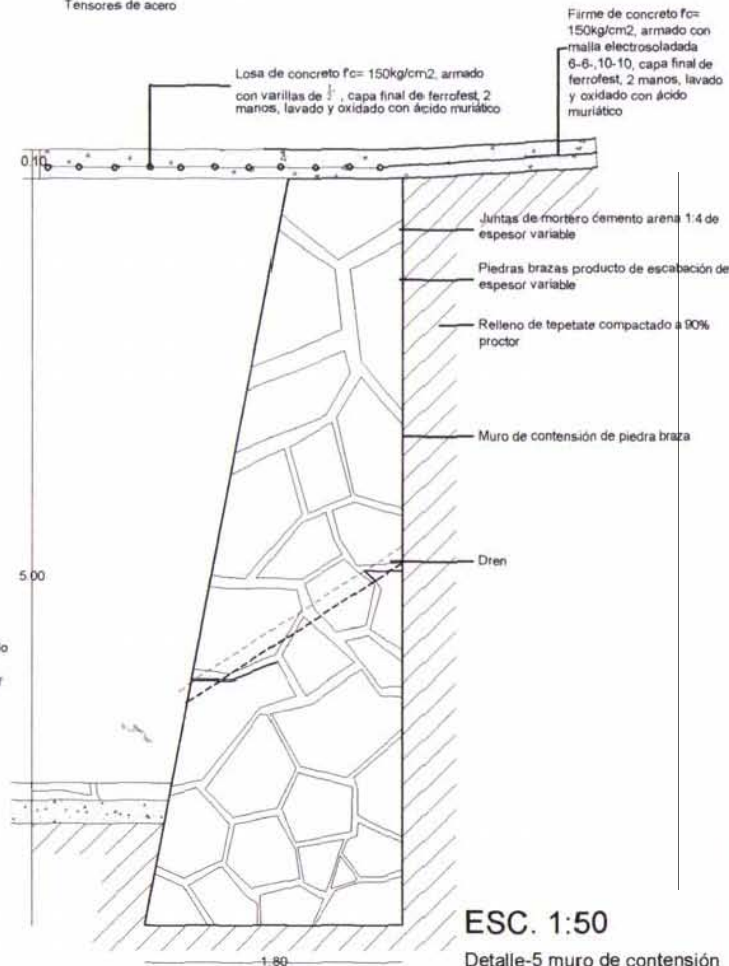 Tensores de acero
Firme de concreto f'c=
150kg/cm2, armado con
malla electrosoladada
6-6-,10-10, capa final de
ferrofest, 2 manos, lavado
y oxidado con ácido
muriático
Losa de concreto f'c= 150kg/cm2, armado
con varillas de , capa final de ferrofest, 2
manos, lavado y oxidado con ácido muriático
0.10
Juntas de mortero cemento arena 1:4 de
espesor variable
Piedras brazas producto de escabación de
espesor variable
Relleno de tepetate compactado a 90%
proctor
Muro de contensión de piedra braza
Dren
5.00
1.80
ESC. 1:50
Detalle-5 muro de contensión